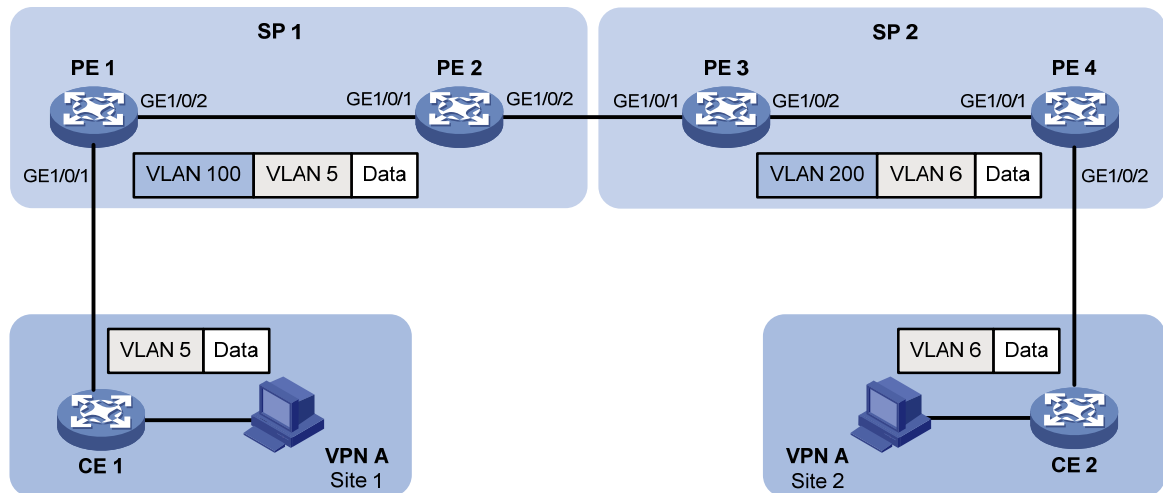 SP 1
SP 2
PE 1
PE 2
PE 3
PE 4
GE1/0/2
GE1/0/1
GE1/0/2
GE1/0/1
GE1/0/2
GE1/0/1
GE1/0/1
VLAN 100 VLAN 5 Data
VLAN 200 VLAN 6 Data
GE1/0/2
VLAN 5 Data
VLAN 6 Data
CE 1
VPN A
Site 1
VPN A
Site 2
CE 2